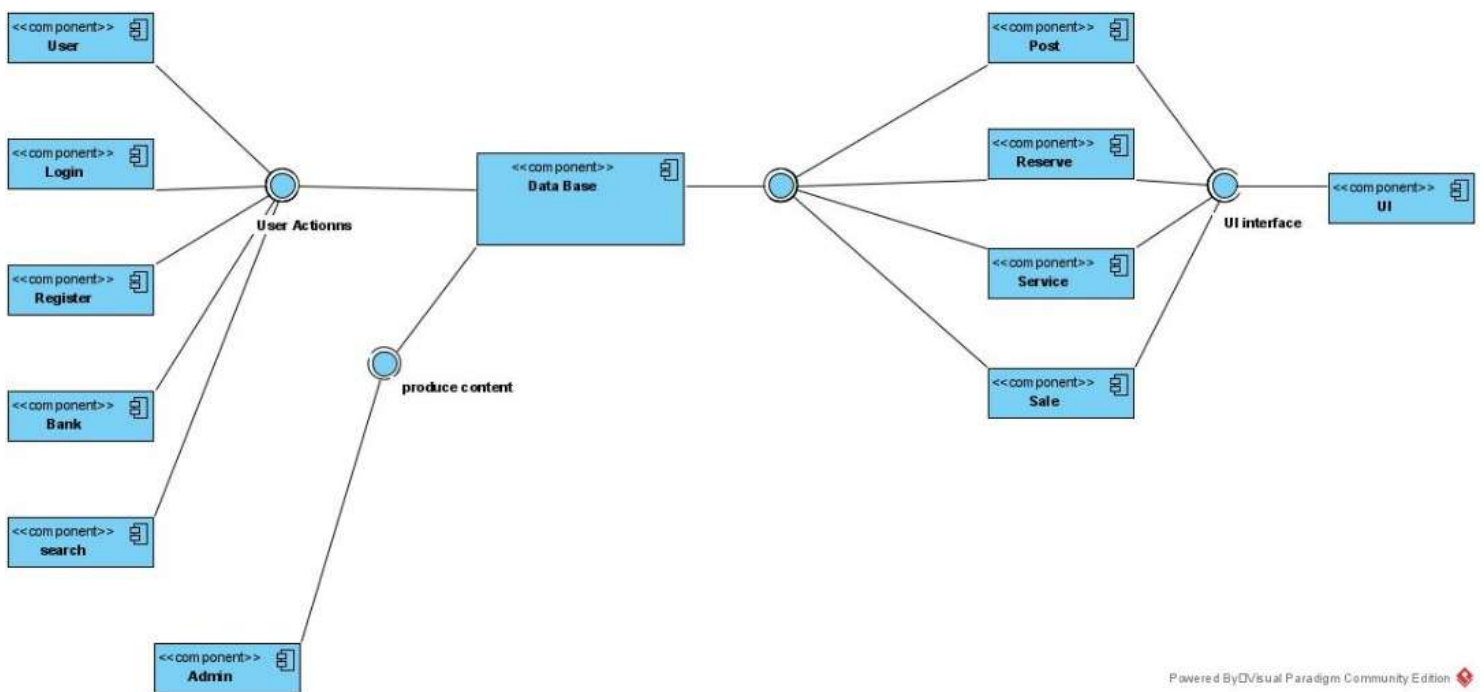 <<component>>
User
<<component>>
Login
<<component>>
Register
<<component>>
Bank
<<component>>
search
<<component>>
Admin
User Actionns
produce content
<<component>>
Data Base
<<component>>
Post
<<component>>
Reserve
<<component>>
Service
<<component>>
Sale
UI interface
<<component>>
UI
Powered By Visual Paradigm Community Edition